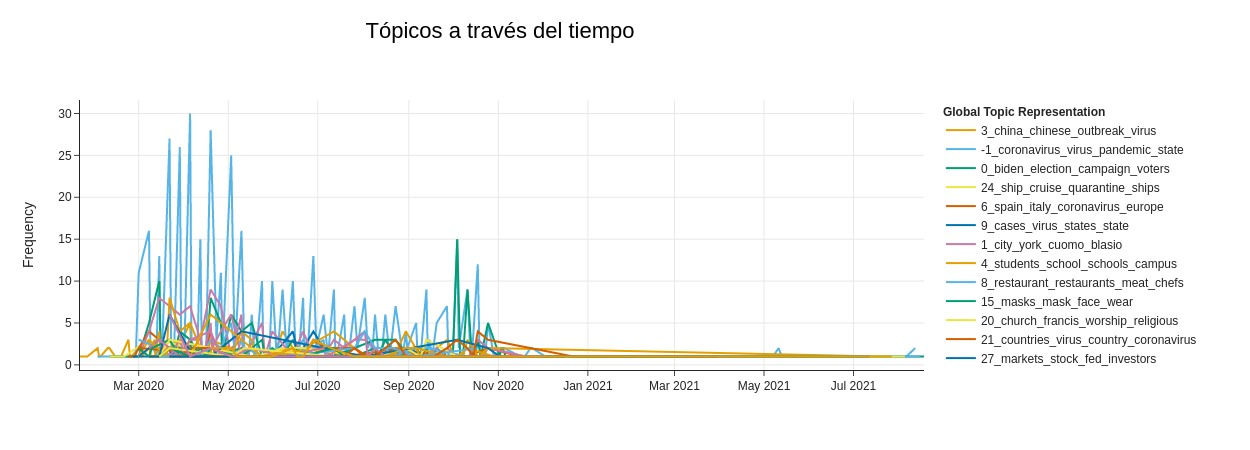 Tópicos a través del tiempo
30
25
20
15
10
5
0
Frequency
Mar 2020
May 2020
Jul 2020
Sep 2020
Nov 2020
Jan 2021
Mar 2021
May 2021
Jul 2021
Global Topic Representation
3_china_chinese_outbreak_virus
-1_coronavirus_virus_pandemic_state
0_biden_election_campaign_voters
24_ship_cruise_quarantine_ships
6_spain_italy_coronavirus_europe
9_cases_virus_states_state
1_city_york_cuomo_blasio
4_students_school_schools_campus
8_restaurant_restaurants_meat_chefs
15_masks_mask_face_wear
20_church_francis_worship_religious
21_countries_virus_country_coronavirus
27_markets_stock_fed_investors